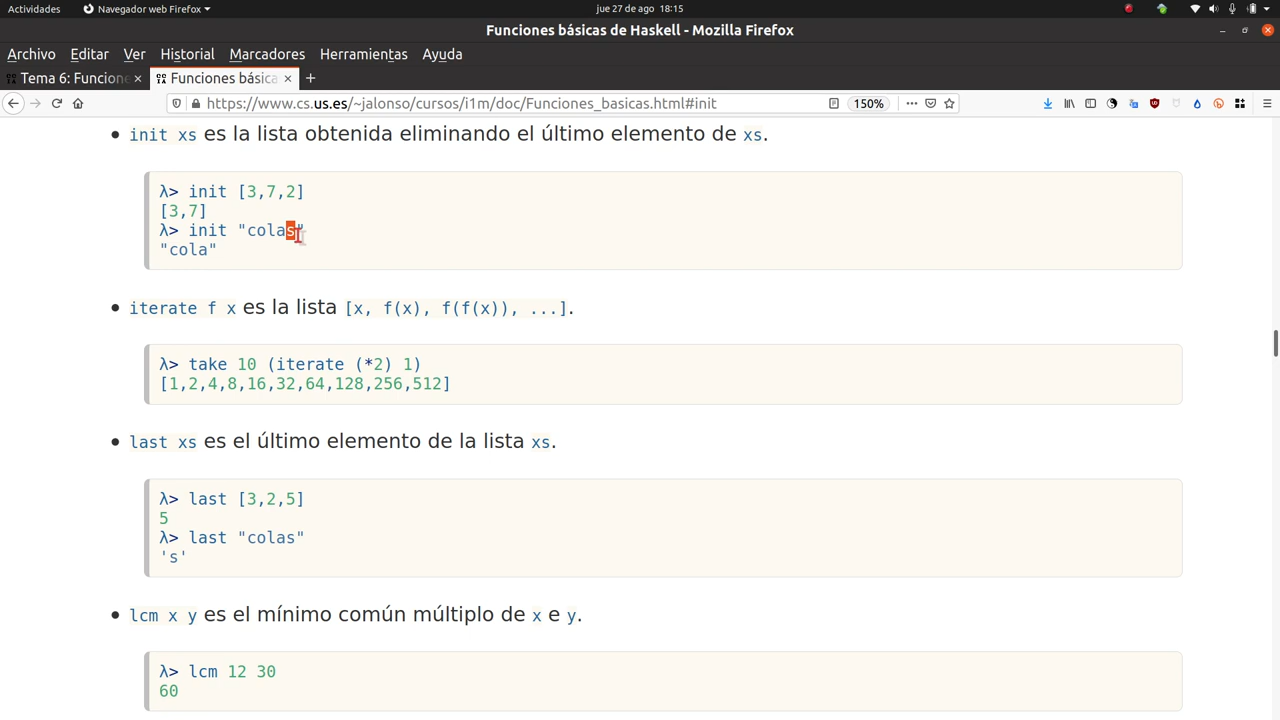 Actividades Navegador web Firefox jue 27 de ago 18:15
Funciones básicas de Haskell - Mozilla Firefox
Archivo Editar Ver Historial Marcadores Herramientas Ayuda
Tema 6: Funcione × Funciones básica × +
https://www.cs.us.es/~jalonso/cursos/i1m/doc/Funciones_basicas.html#init 150%
• init xs es la lista obtenida eliminando el último elemento de xs.
λ> init [3,7,2]
[3,7]
λ> init "colas"
"cola"
• iterate f x es la lista [x, f(x), f(f(x)), ...].
λ> take 10 (iterate (*2) 1)
[1,2,4,8,16,32,64,128,256,512]
• last xs es el último elemento de la lista xs.
λ> last [3,2,5]
5
λ> last "colas"
's'
• lcm x y es el mínimo común múltiplo de x e y.
λ> lcm 12 30
60